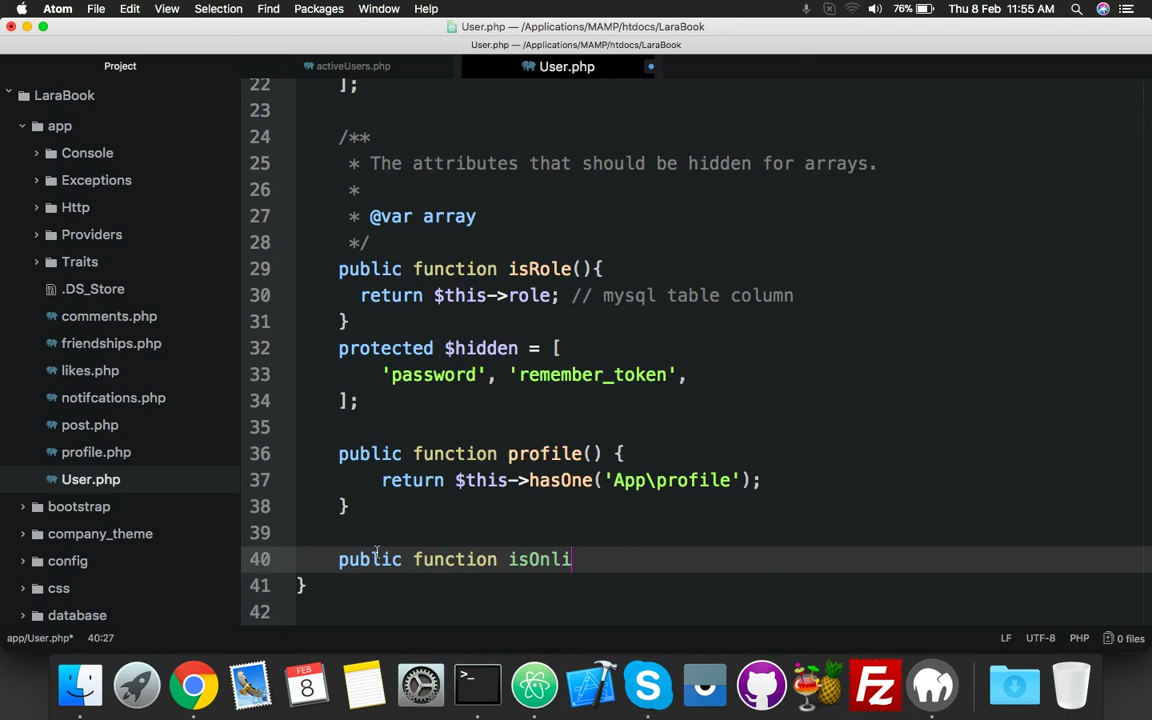 Atom File Edit View Selection Find Packages Window Help 76% Thu 8 Feb 11:55 AM
User.php — /Applications/MAMP/htdocs/LaraBook
User.php — /Applications/MAMP/htdocs/LaraBook
Project
activeUsers.php
User.php
LaraBook
app
Console
Exceptions
Http
Providers
Traits
.DS_Store
comments.php
friendships.php
likes.php
notifcations.php
post.php
profile.php
User.php
bootstrap
company_theme
config
css
database
22 ];
23
24 /**
25 * The attributes that should be hidden for arrays.
26 *
27 * @var array
28 */
29 public function isRole(){
30 return $this->role; // mysql table column
31 }
32 protected $hidden = [
33 'password', 'remember_token',
34 ];
35
36 public function profile() {
37 return $this->hasOne('App\profile');
38 }
39
40 public function isOnli
41 }
42
app/User.php* 40:27 LF UTF-8 PHP 0 files
FEB
8
>_
S
Fz